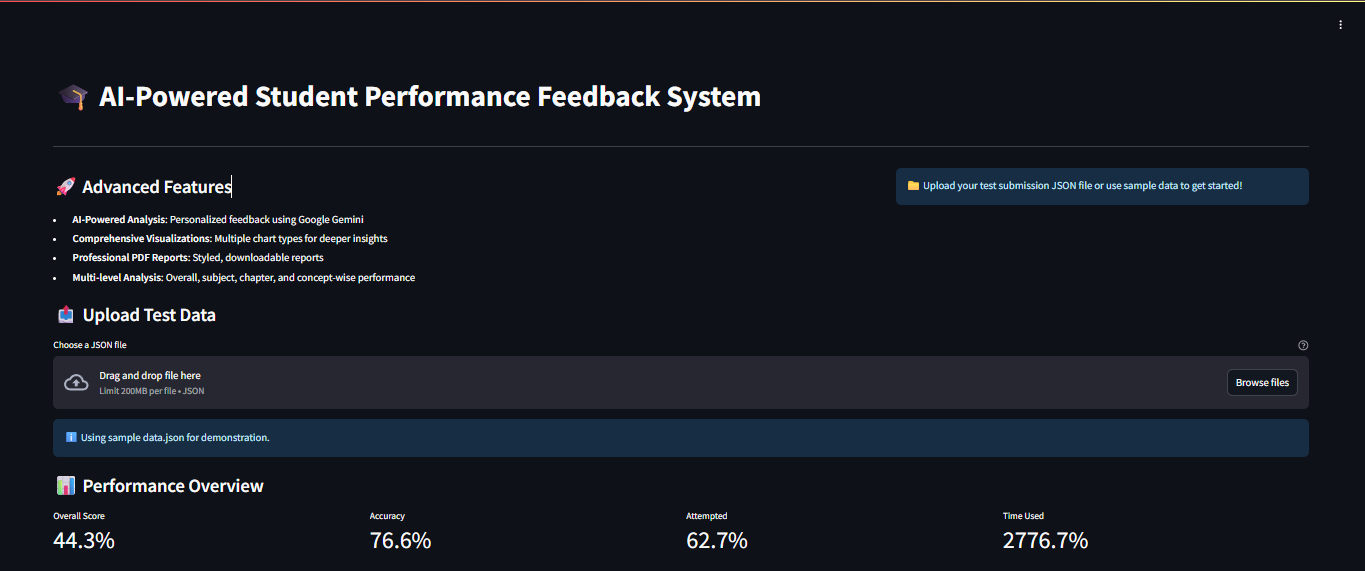 AI-Powered Student Performance Feedback System
Advanced Features
Upload your test submission JSON file or use sample data to get started!
AI-Powered Analysis: Personalized feedback using Google Gemini
Comprehensive Visualizations: Multiple chart types for deeper insights
Professional PDF Reports: Styled, downloadable reports
Multi-level Analysis: Overall, subject, chapter, and concept-wise performance
Upload Test Data
Choose a JSON file
Drag and drop file here
Limit 200MB per file • JSON
Browse files
Using sample data.json for demonstration.
Performance Overview
Overall Score
Accuracy
Attempted
Time Used
44.3%
76.6%
62.7%
2776.7%